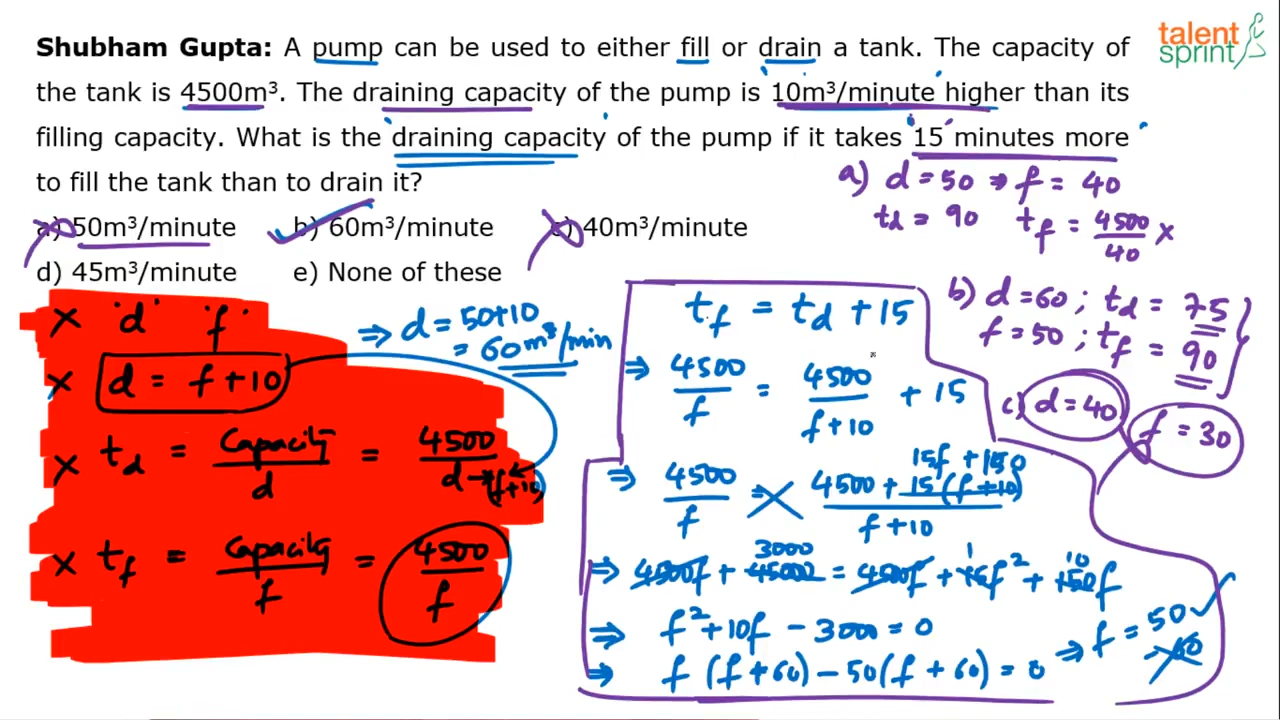 talent
sprint
Shubham Gupta: A pump can be used to either fill or drain a tank. The capacity of
the tank is 4500m³. The draining capacity of the pump is 10m³/minute higher than its
filling capacity. What is the draining capacity of the pump if it takes 15 minutes more
to fill the tank than to drain it?
a) 50m³/minute b) 60m³/minute c) 40m³/minute
d) 45m³/minute e) None of these
a) d = 50 ⇒ f = 40
td = 90 tf = 4500/40 ×
b) d = 60 ; td = 75
f = 50 ; tf = 90
c) d = 40
f = 30
× 'd' 'f'
× d = f + 10
× td = Capacity/d = 4500/d → (f+10)
× tf = Capacity/f = 4500/f
⇒ d = 50 + 10
= 60 m³/min
tf = td + 15
⇒ 4500/f = 4500/(f + 10) + 15
15f + 150
⇒ 4500/f = 4500 + 15 (f + 10)/(f + 10)
3000 1 10
⇒ 4500f + 45000 = 4500f + 15f² + 150f
⇒ f² + 10f - 3000 = 0
⇒ f (f + 60) - 50 (f + 60) = 0
⇒ f = 50 ✓
-60